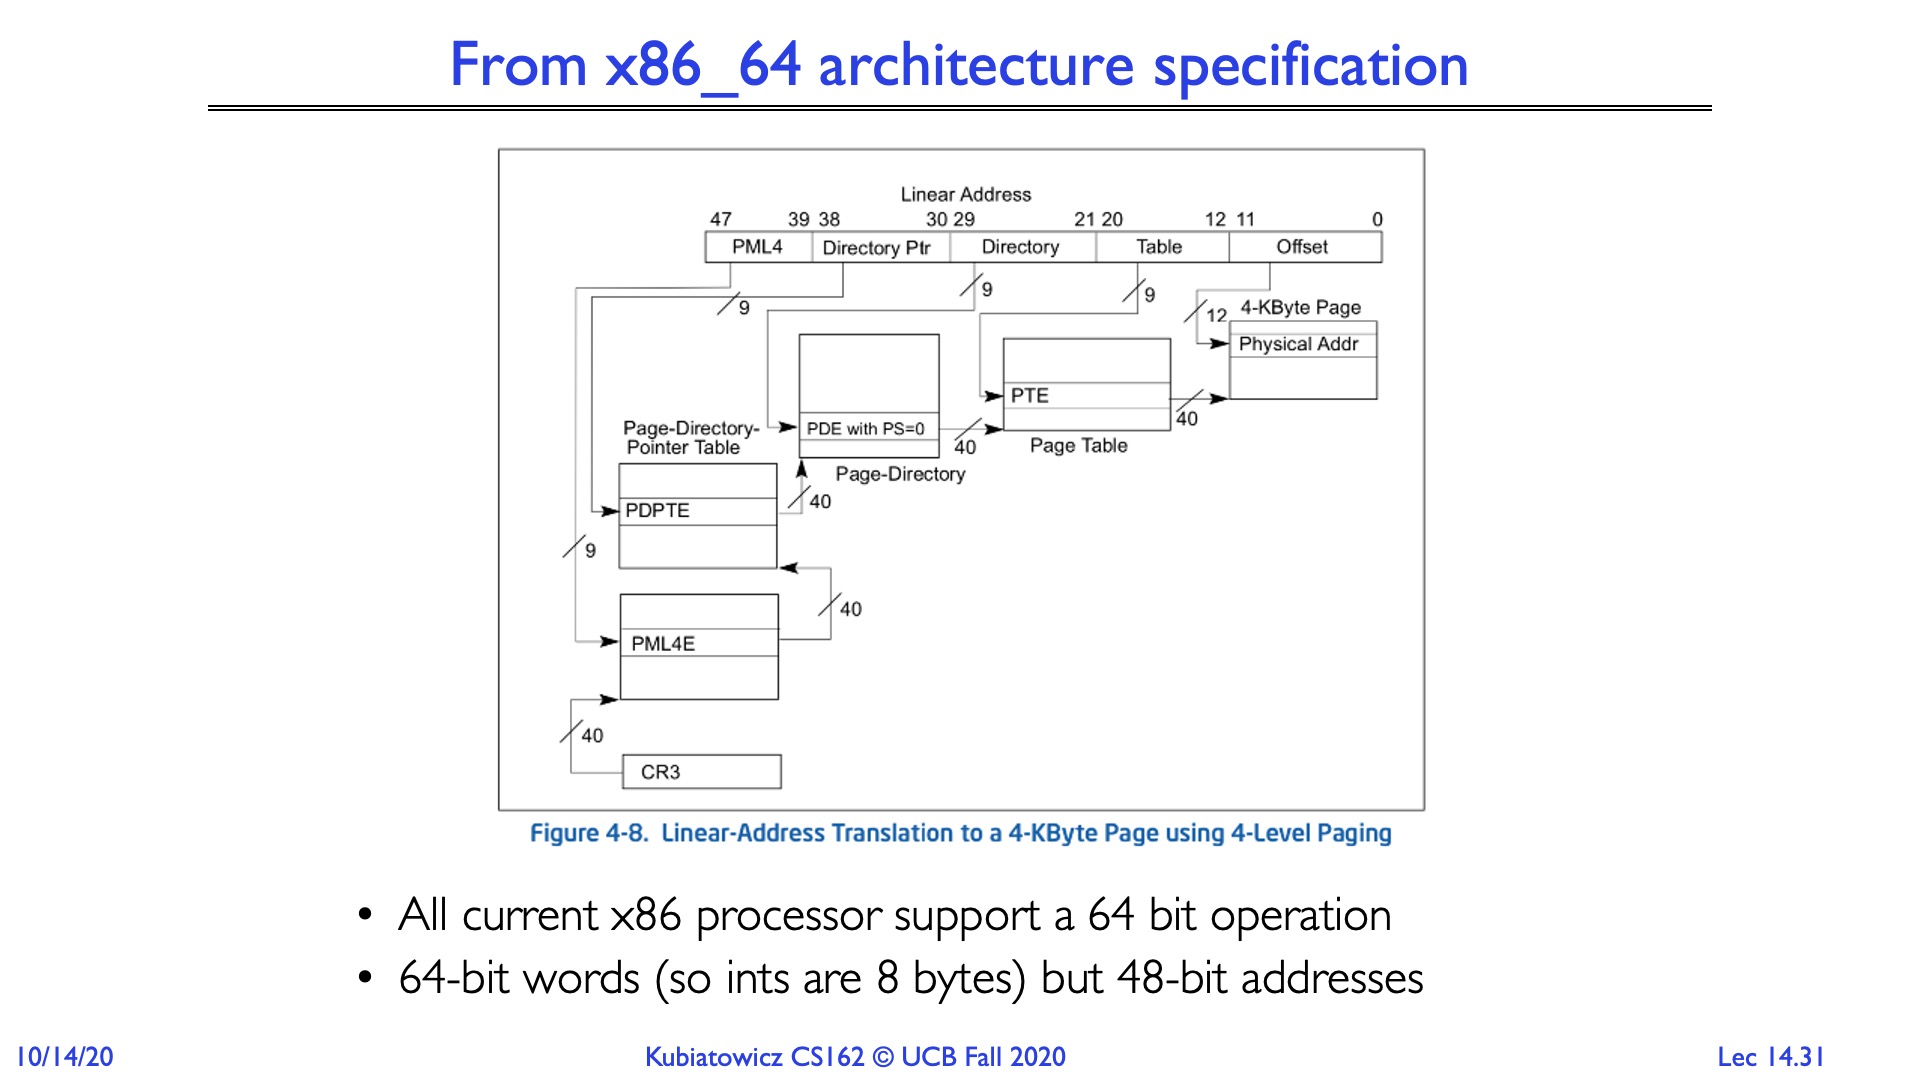 From x86_64 architecture specification
Linear Address
47 39 38 30 29 21 20 12 11 0
PML4 Directory Ptr Directory Table Offset
9 9 9 12
4-KByte Page
Physical Addr
PTE
40
Page Table
PDE with PS=0
40
Page-Directory
Page-Directory-
Pointer Table
40
PDPTE
9
40
PML4E
40
CR3
Figure 4-8. Linear-Address Translation to a 4-KByte Page using 4-Level Paging
• All current x86 processor support a 64 bit operation
• 64-bit words (so ints are 8 bytes) but 48-bit addresses
10/14/20 Kubiatowicz CS162 © UCB Fall 2020 Lec 14.31